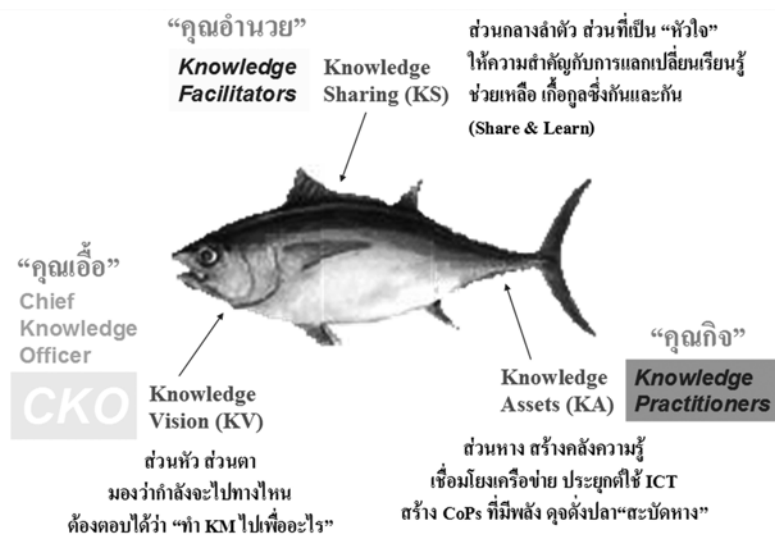 “คุณอำนวย”
Knowledge
Facilitators
Knowledge
Sharing (KS)
ส่วนกลางลำตัว ส่วนที่เป็น “หัวใจ”
ให้ความสำคัญกับการแลกเปลี่ยนเรียนรู้
ช่วยเหลือ เกื้อกูลซึ่งกันและกัน
(Share & Learn)
“คุณเอื้อ”
Chief
Knowledge
Officer
CKO
Knowledge
Vision (KV)
ส่วนหัว ส่วนตา
มองว่ากำลังจะไปทางไหน
ต้องตอบได้ว่า “ทำ KM ไปเพื่ออะไร”
“คุณกิจ”
Knowledge
Practitioners
Knowledge
Assets (KA)
ส่วนหาง สร้างคลังความรู้
เชื่อมโยงเครือข่าย ประยุกต์ใช้ ICT
สร้าง CoPs ที่มีพลัง ดุจดั่งปลา“สะบัดหาง”